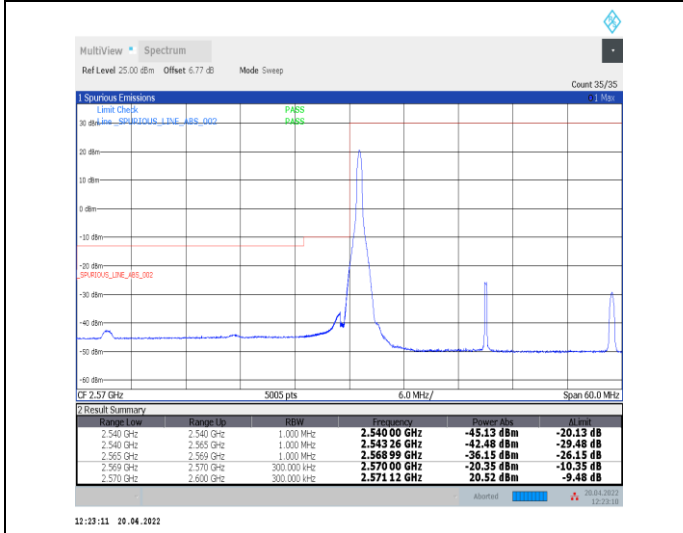 MultiView Spectrum
Ref Level 25.00 dBm Offset 6.77 dB Mode Sweep
Count 35/35
1 Spurious Emissions 1 Max
Limit Check PASS
30 dBm Line _SPURIOUS_LINE_ABS_002 PASS
20 dBm
10 dBm
0 dBm
-10 dBm
-20 dBm
_SPURIOUS_LINE_ABS_002
-30 dBm
-40 dBm
-50 dBm
-60 dBm
CF 2.57 GHz 5005 pts 6.0 MHz/ Span 60.0 MHz
2 Result Summary
Range Low Range Up RBW Frequency Power Abs ΔLimit
2.540 GHz 2.540 GHz 1.000 MHz 2.540 00 GHz -45.13 dBm -20.13 dB
2.540 GHz 2.565 GHz 1.000 MHz 2.543 26 GHz -42.48 dBm -29.48 dB
2.565 GHz 2.569 GHz 1.000 MHz 2.568 99 GHz -36.15 dBm -26.15 dB
2.569 GHz 2.570 GHz 300.000 kHz 2.570 00 GHz -20.35 dBm -10.35 dB
2.570 GHz 2.600 GHz 300.000 kHz 2.571 12 GHz 20.52 dBm -9.48 dB
Aborted 20.04.2022
12:23:10
12:23:11 20.04.2022